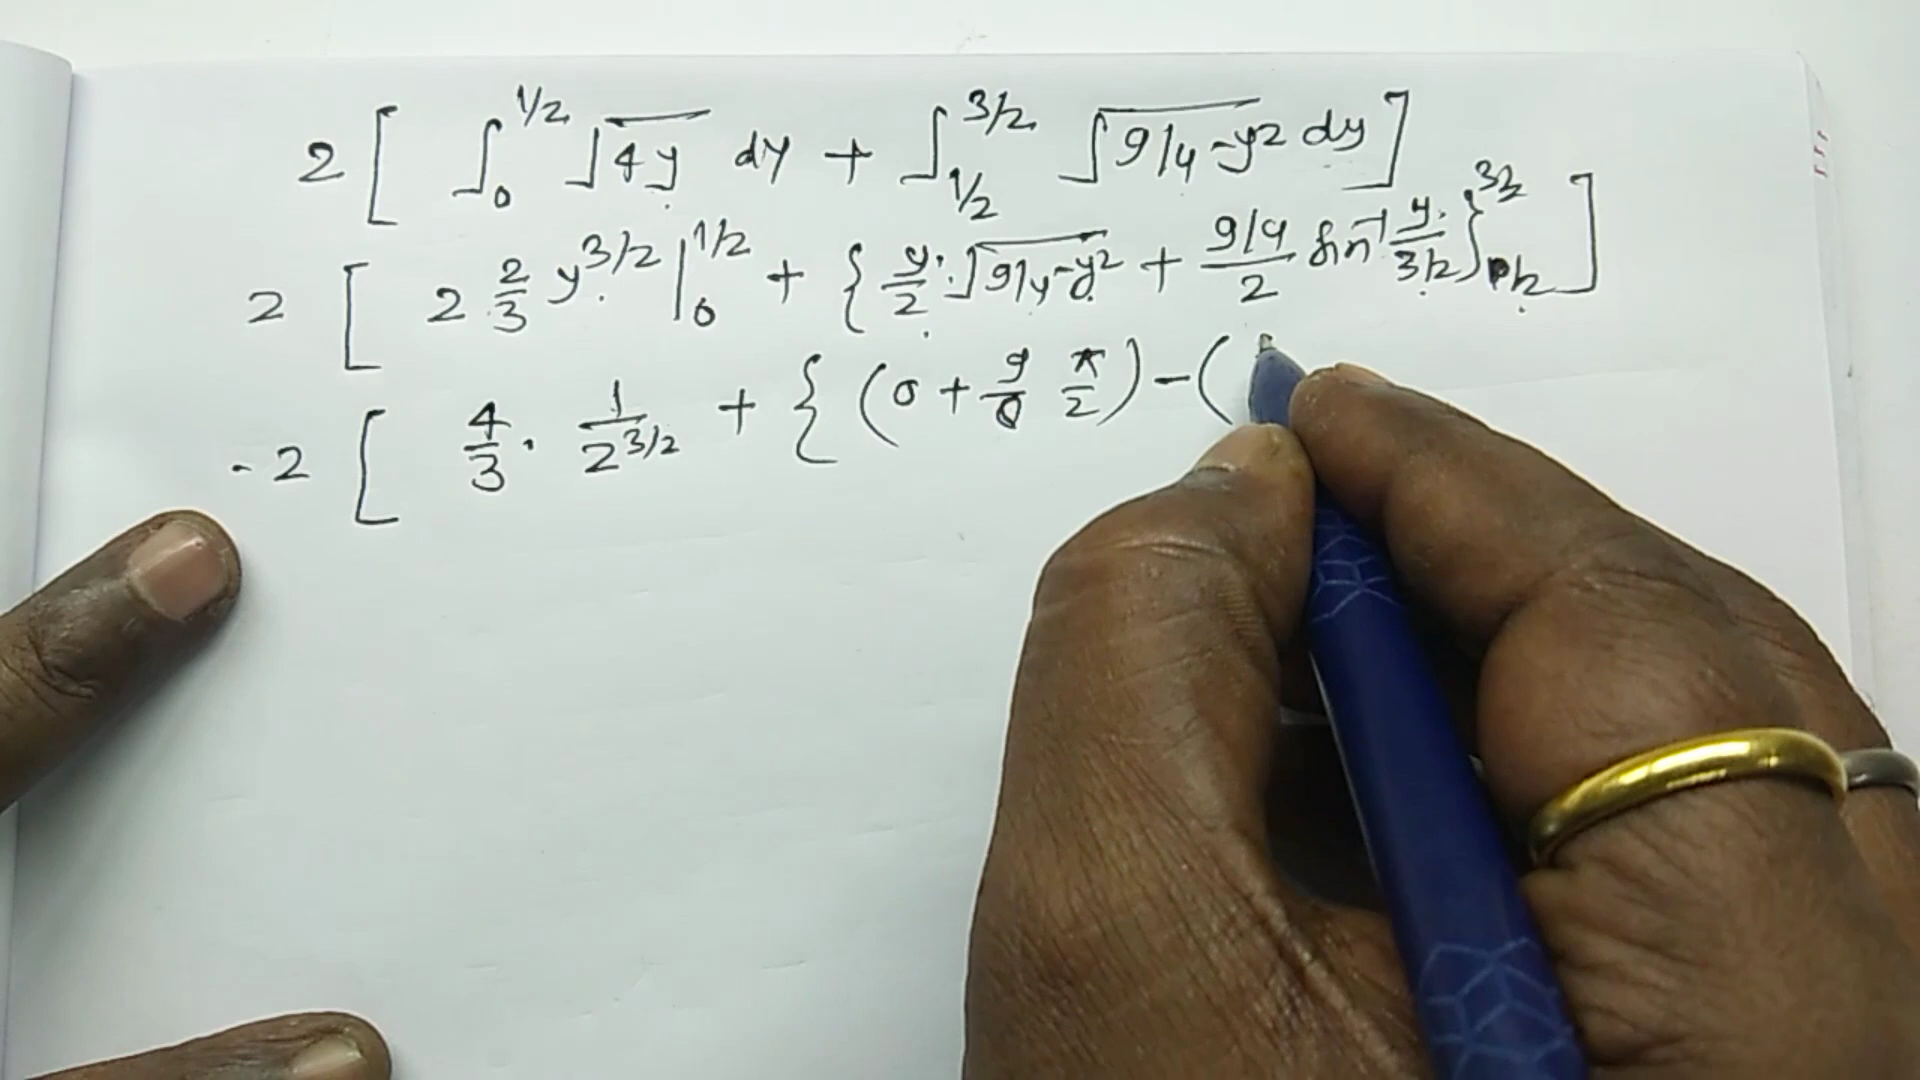 2 [ ∫₀^1/2 √4y dy + ∫_1/2^3/2 √9/4-y² dy ]
2 [ 2 2/3 y^3/2 |₀^1/2 + { y/2 · √9/4-y² + 9/4/2 sin⁻¹ y/3/2 }_1/2^3/2 ]
- 2 [ 4/3 · 1/2^3/2 + { (0 + 9/8 π/2) - (